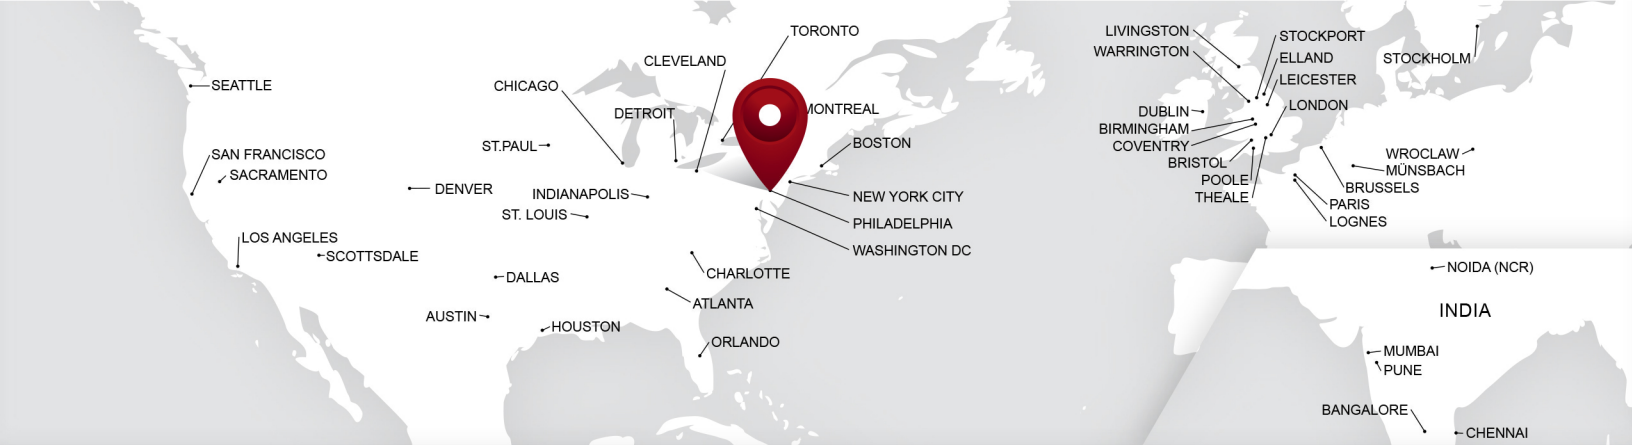 SEATTLE
SAN FRANCISCO
SACRAMENTO
LOS ANGELES
SCOTTSDALE
DENVER
CHICAGO
ST.PAUL
INDIANAPOLIS
ST. LOUIS
DALLAS
AUSTIN
HOUSTON
DETROIT
CLEVELAND
TORONTO
MONTREAL
BOSTON
NEW YORK CITY
PHILADELPHIA
WASHINGTON DC
CHARLOTTE
ATLANTA
ORLANDO
LIVINGSTON
WARRINGTON
DUBLIN
BIRMINGHAM
COVENTRY
BRISTOL
POOLE
THEALE
STOCKPORT
ELLAND
LEICESTER
LONDON
STOCKHOLM
WROCLAW
MÜNSBACH
BRUSSELS
PARIS
LOGNES
NOIDA (NCR)
INDIA
MUMBAI
PUNE
BANGALORE
CHENNAI